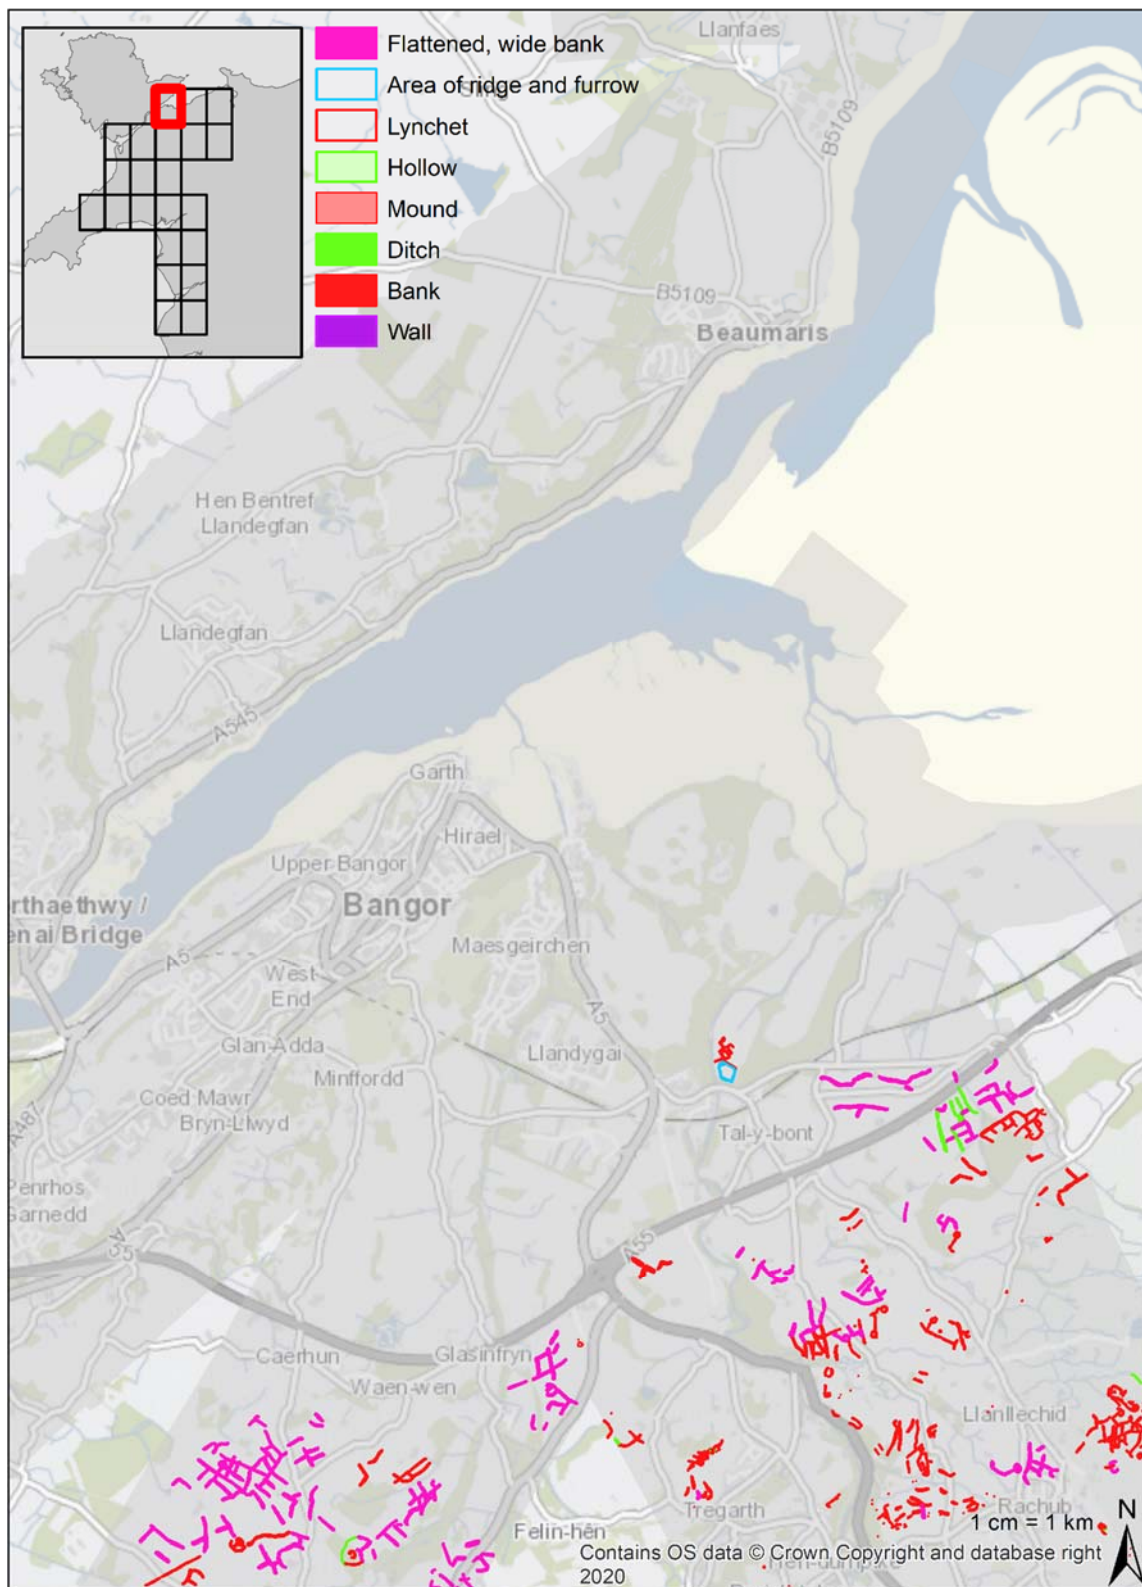 Llanfaes
Flattened, wide bank
Area of ridge and furrow
Lynchet
Hollow
Mound
Ditch
Bank
Wall
B5109
B5109
Beaumaris
Hen Bentref
Llandegfan
Llandegfan
A545
Garth
Hirael
Upper Bangor
Bangor
rthaethwy /
enai Bridge
Maesgeirchen
A5
West
End
A5
Glan-Adda
Llandygai
Minffordd
Coed Mawr
Bryn-Llwyd
A487
Tal-y-bont
Penrhos
Garnedd
A55
A55
Caerhun
Glasinfryn
Waen-wen
Llanllechid
Tregarth
Rachub
Felin-hên
N
1 cm = 1 km
Contains OS data © Crown Copyright and database right
2020